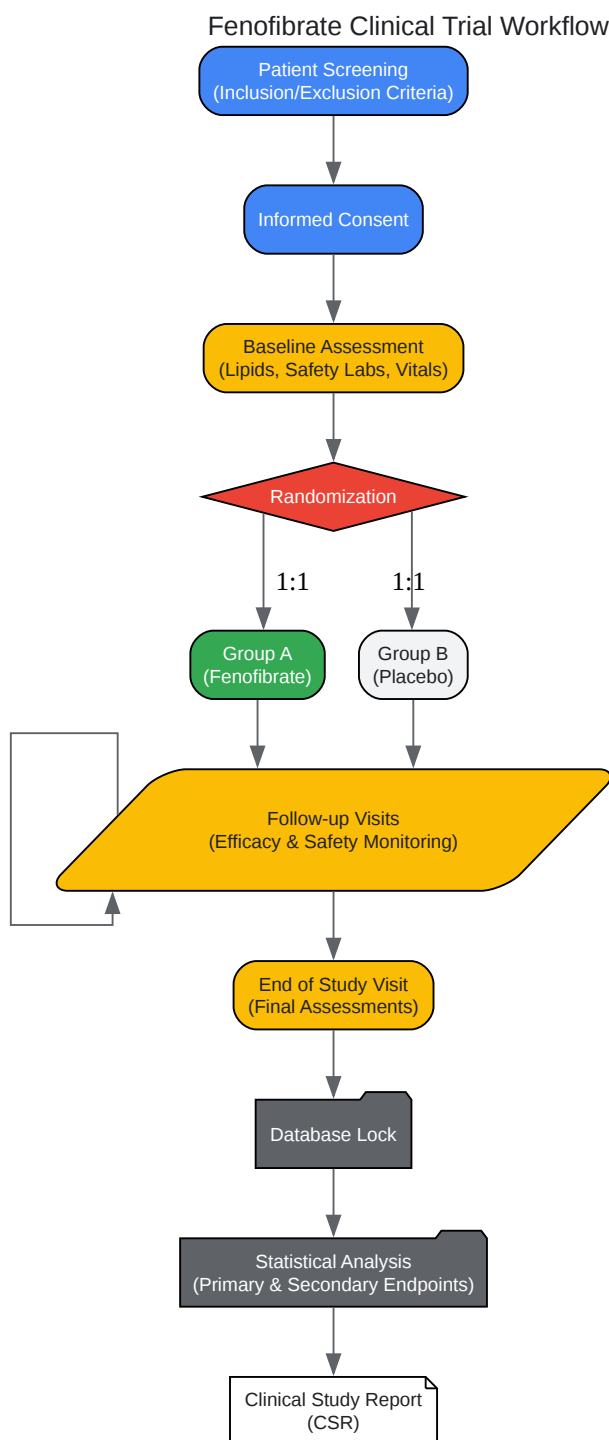 Fenofibrate Clinical Trial Workflow
Patient Screening
(Inclusion/Exclusion Criteria)
Informed Consent
Baseline Assessment
(Lipids, Safety Labs, Vitals)
Randomization
1:1
1:1
Group A
(Fenofibrate)
Group B
(Placebo)
Follow-up Visits
(Efficacy & Safety Monitoring)
End of Study Visit
(Final Assessments)
Database Lock
Statistical Analysis
(Primary & Secondary Endpoints)
Clinical Study Report
(CSR)